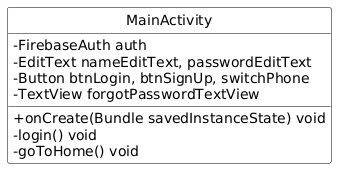 MainActivity
-FirebaseAuth auth
-EditText nameEditText, passwordEditText
-Button btnLogin, btnSignUp, switchPhone
-TextView forgotPasswordTextView
+onCreate(Bundle savedInstanceState) void
-login() void
-goToHome() void